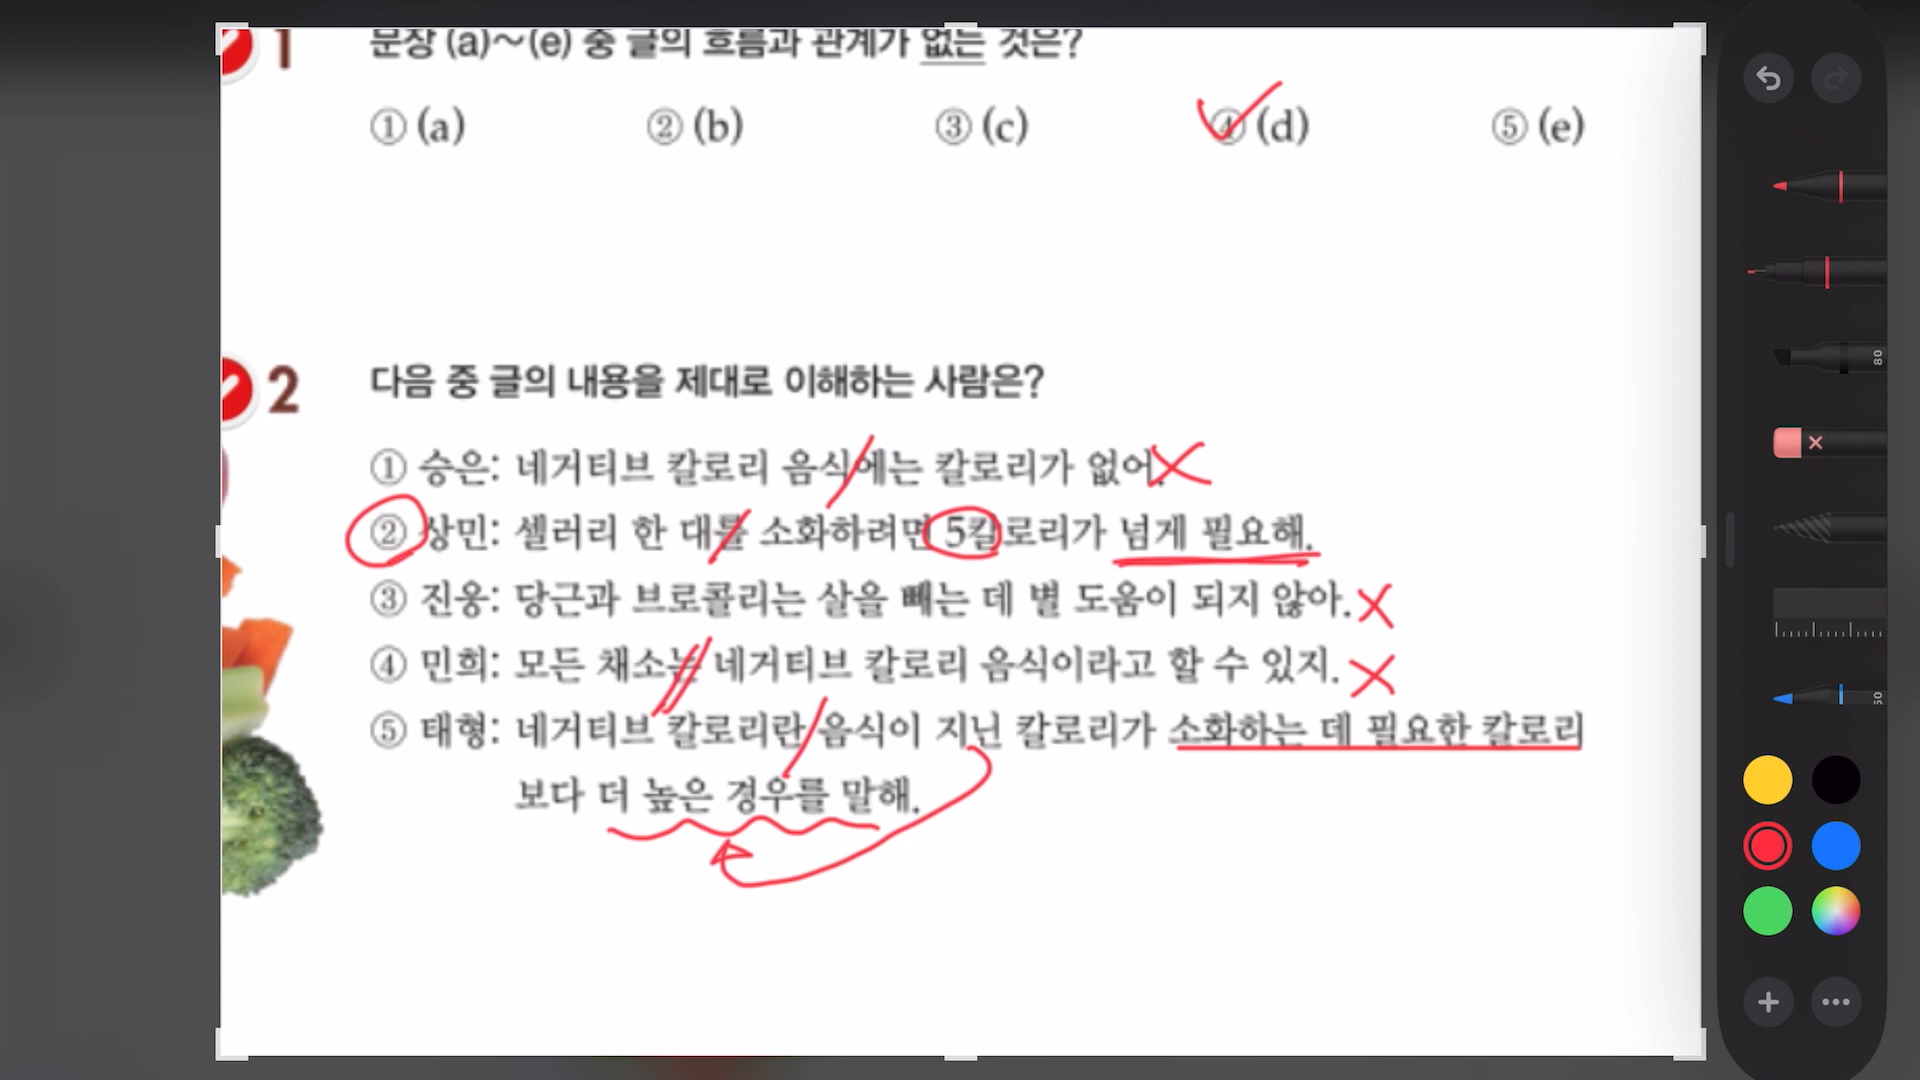 1 문장 (a)~(e) 중 글의 흐름과 관계가 없는 것은?
① (a) ② (b) ③ (c) ④ (d) ⑤ (e)
2 다음 중 글의 내용을 제대로 이해하는 사람은?
① 승은: 네거티브 칼로리 음식에는 칼로리가 없어.
② 상민: 셀러리 한 대를 소화하려면 5칼로리가 넘게 필요해.
③ 진웅: 당근과 브로콜리는 살을 빼는 데 별 도움이 되지 않아.
④ 민희: 모든 채소는 네거티브 칼로리 음식이라고 할 수 있지.
⑤ 태형: 네거티브 칼로리란 음식이 지닌 칼로리가 소화하는 데 필요한 칼로리
보다 더 높은 경우를 말해.
80
50